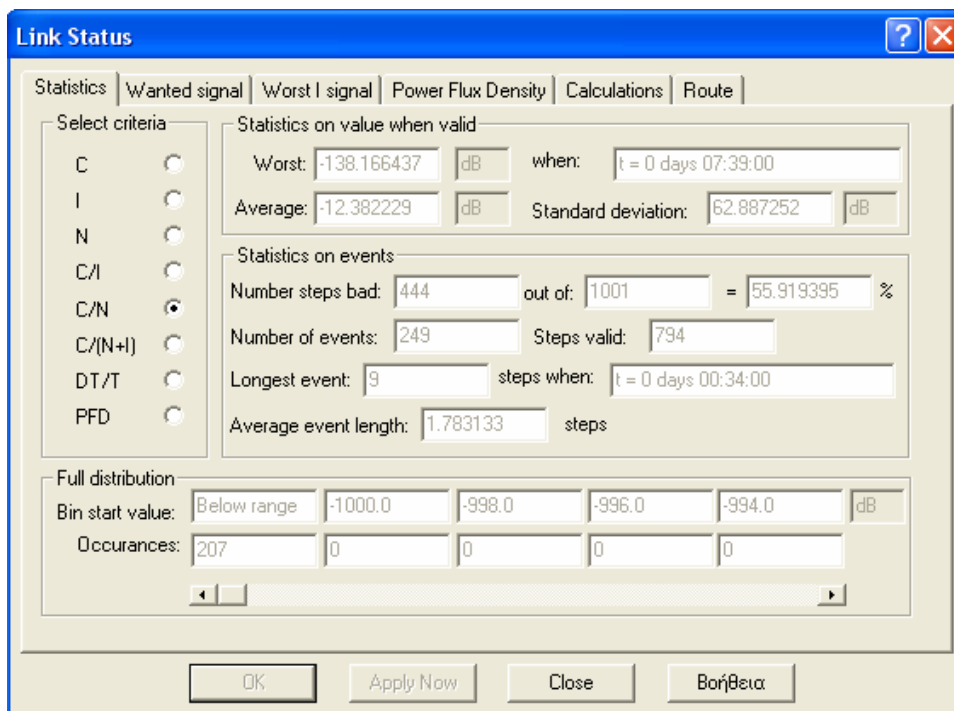 Link Status
Statistics Wanted signal Worst I signal Power Flux Density Calculations Route
Select criteria
C
I
N
C/I
C/N
C/(N+I)
DT/T
PFD
Statistics on value when valid
Worst: -138.166437 dB when: t = 0 days 07:39:00
Average: -12.382229 dB Standard deviation: 62.887252 dB
Statistics on events
Number steps bad: 444 out of: 1001 = 55.919395 %
Number of events: 249 Steps valid: 794
Longest event: 9 steps when: t = 0 days 00:34:00
Average event length: 1.783133 steps
Full distribution
Bin start value: Below range -1000.0 -998.0 -996.0 -994.0 dB
Occurances: 207 0 0 0 0
OK Apply Now Close Βοήθεια